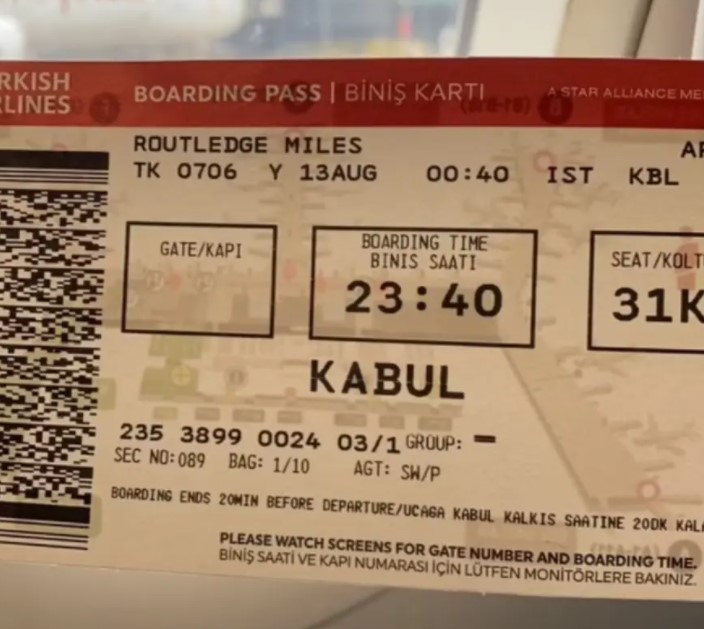 RKISH
RLINES
BOARDING PASS | BİNİŞ KARTI
A STAR ALLIANCE ME
ROUTLEDGE MILES
AP
TK 0706 Y 13AUG 00:40 IST KBL
GATE/KAPI
BOARDING TIME
BINIS SAATI
23:40
SEAT/KOLT
31K
KABUL
235 3899 0024 03/1 GROUP: -
SEC NO:089 BAG: 1/10 AGT: SW/P
BOARDING ENDS 20MIN BEFORE DEPARTURE/UCAGA KABUL KALKIS SAATINE 20DK KALA
PLEASE WATCH SCREENS FOR GATE NUMBER AND BOARDING TIME.
BİNİŞ SAATİ VE KAPI NUMARASI İÇİN LÜTFEN MONİTÖRLERE BAKINIZ.